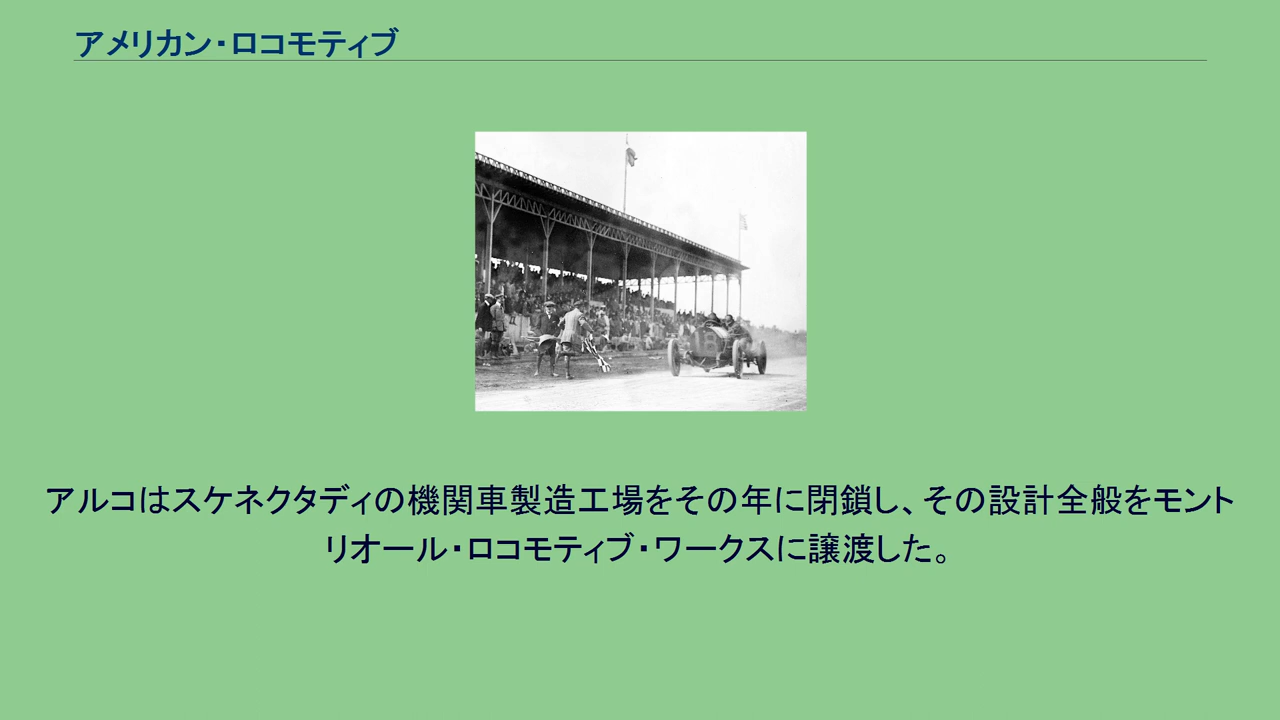 アメリカン・ロコモティブ
アルコはスケネクタディの機関車製造工場をその年に閉鎖し、その設計全般をモント
リオール・ロコモティブ・ワークスに譲渡した。